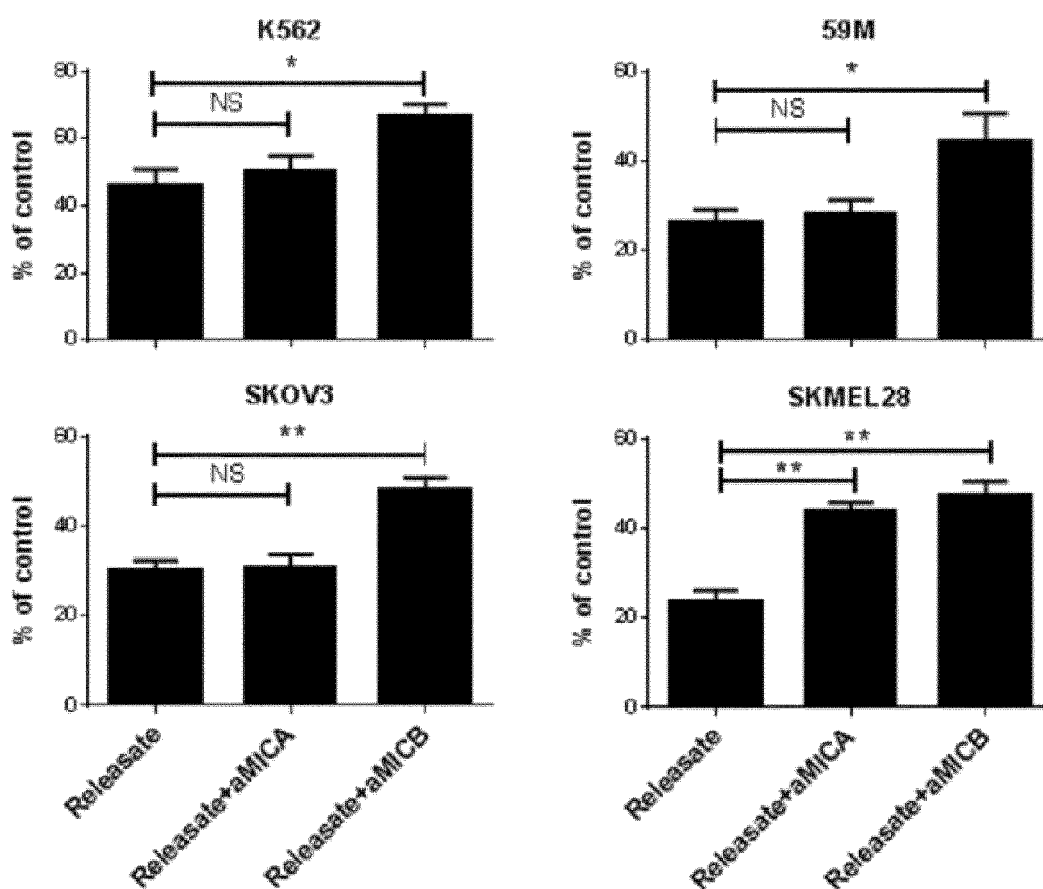 K562
% of control
80
60
40
20
0
*
NS
59M
% of control
60
40
20
0
*
NS
SKOV3
% of control
60
40
20
0
**
NS
Releasate
Releasate+aMICA
Releasate+aMICB
SKMEL28
% of control
60
40
20
0
**
**
Releasate
Releasate+aMICA
Releasate+aMICB